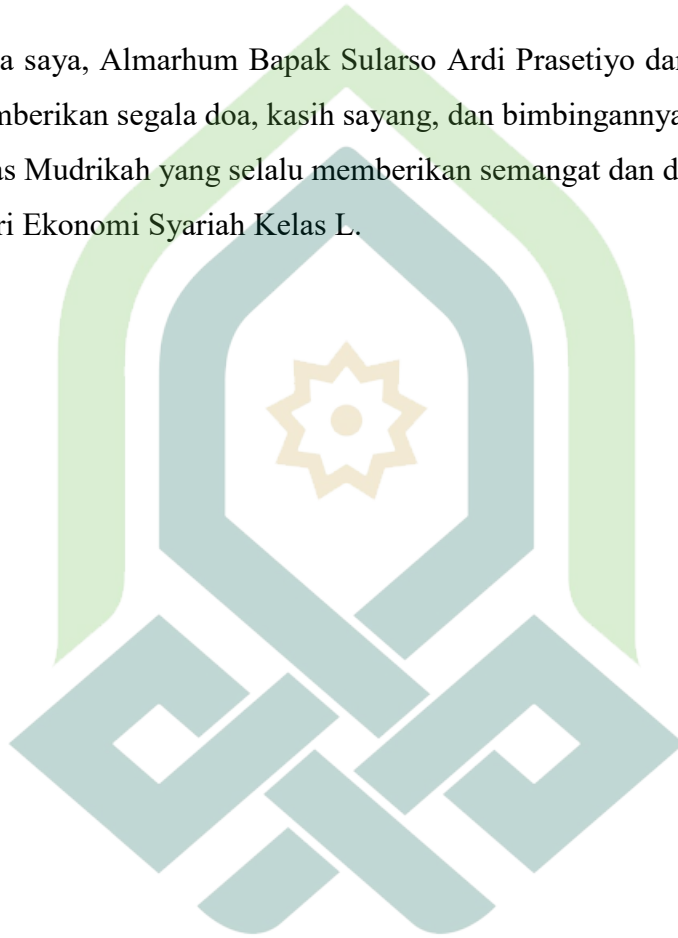 a saya, Almarhum Bapak Sularso Ardi Prasetiyo dar
mberikan segala doa, kasih sayang, dan bimbingannya
as Mudrikah yang selalu memberikan semangat dan d
ri Ekonomi Syariah Kelas L.